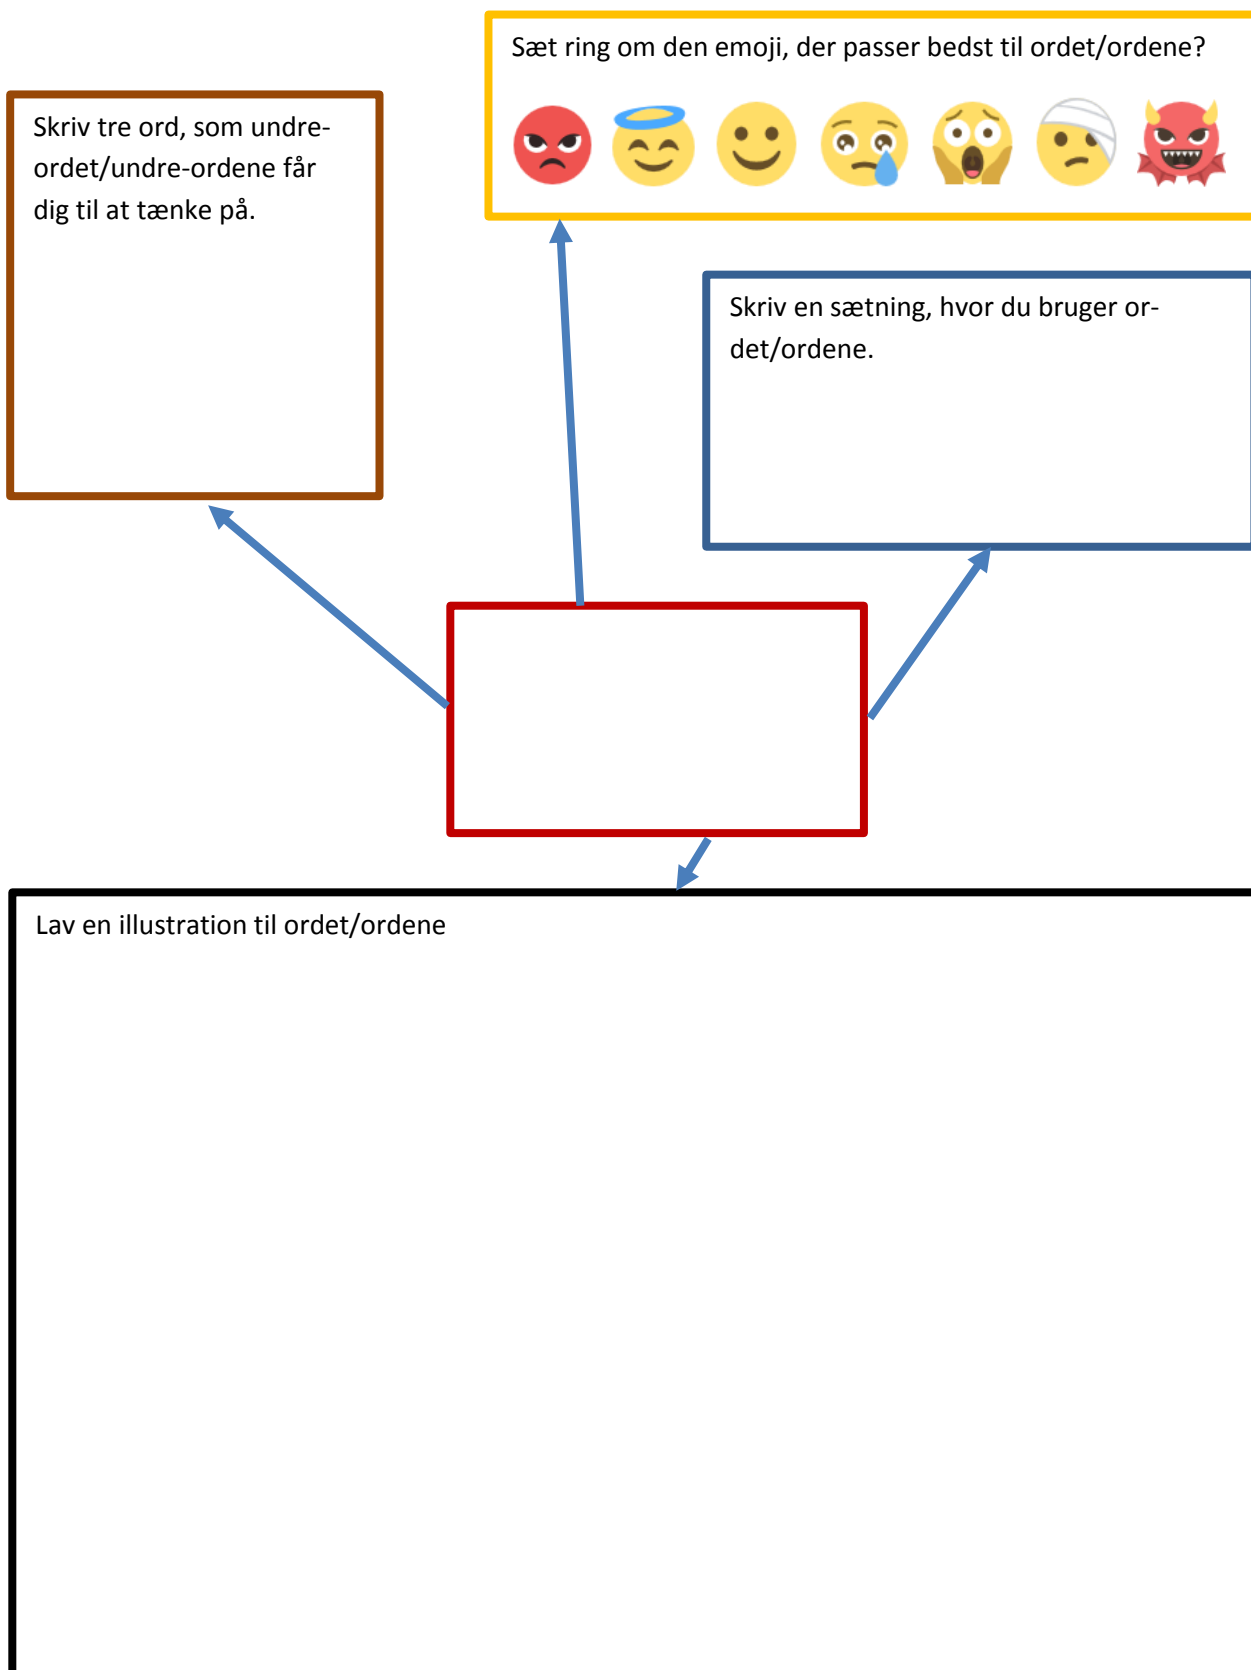 Sæt ring om den emoji, der passer bedst til ordet/ordene?
Skriv tre ord, som undre-
ordet/undre-ordene får
dig til at tænke på.
Skriv en sætning, hvor du bruger or-
det/ordene.
Lav en illustration til ordet/ordene